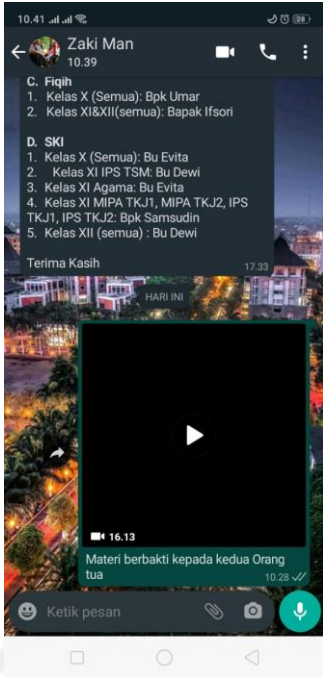 10.41
28
Zaki Man
10.39
C. Fiqih
1. Kelas X (Semua): Bpk Umar
2. Kelas XI&XII(semua): Bapak Ifsori
D. SKI
1. Kelas X (Semua): Bu Evita
2. Kelas XI IPS TSM: Bu Dewi
3. Kelas XI Agama: Bu Evita
4. Kelas XI MIPA TKJ1, MIPA TKJ2, IPS
TKJ1, IPS TKJ2: Bpk Samsudin
5. Kelas XII (semua) : Bu Dewi
Terima Kasih
17.33
HARI INI
16.13
Materi berbakti kepada kedua Orang
tua
10.28
Ketik pesan